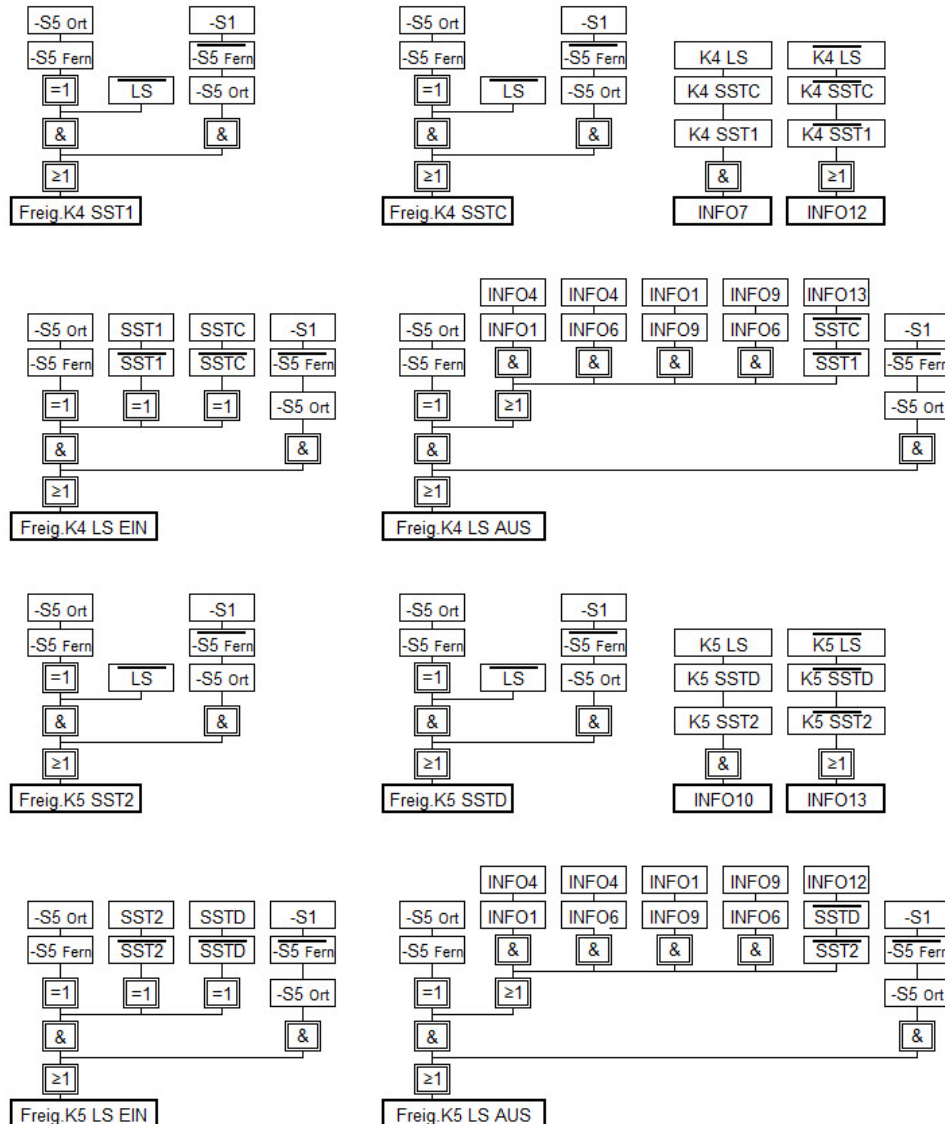 -S5 Ort -S1 -S5 Ort -S1
-S5 Fern -S5 Fern -S5 Fern -S5 Fern K4 LS K4 LS
=1 LS -S5 Ort =1 LS -S5 Ort K4 SSTC K4 SSTC
& & & & K4 SST1 K4 SST1
≥1 ≥1 & ≥1
Freig.K4 SST1 Freig.K4 SSTC INFO7 INFO12
INFO4 INFO4 INFO1 INFO9 INFO13
-S5 Ort SST1 SSTC -S1 -S5 Ort INFO1 INFO6 INFO9 INFO6 SSTC -S1
-S5 Fern SST1 SSTC -S5 Fern -S5 Fern & & & & SST1 -S5 Fern
=1 =1 =1 -S5 Ort =1 ≥1 -S5 Ort
& & & &
≥1 ≥1
Freig.K4 LS EIN Freig.K4 LS AUS
-S5 Ort -S1 -S5 Ort -S1
-S5 Fern -S5 Fern -S5 Fern -S5 Fern K5 LS K5 LS
=1 LS -S5 Ort =1 LS -S5 Ort K5 SSTD K5 SSTD
& & & & K5 SST2 K5 SST2
≥1 ≥1 & ≥1
Freig.K5 SST2 Freig.K5 SSTD INFO10 INFO13
INFO4 INFO4 INFO1 INFO9 INFO12
-S5 Ort SST2 SSTD -S1 -S5 Ort INFO1 INFO6 INFO9 INFO6 SSTD -S1
-S5 Fern SST2 SSTD -S5 Fern -S5 Fern & & & & SST2 -S5 Fern
=1 =1 =1 -S5 Ort =1 ≥1 -S5 Ort
& & & &
≥1 ≥1
Freig.K5 LS EIN Freig.K5 LS AUS